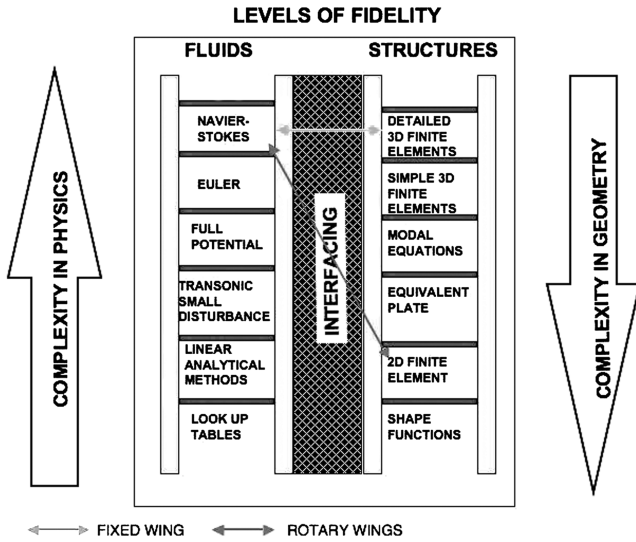 LEVELS OF FIDELITY
FLUIDS
STRUCTURES
COMPLEXITY IN PHYSICS
NAVIER-
STOKES
EULER
FULL
POTENTIAL
TRANSONIC
SMALL
DISTURBANCE
LINEAR
ANALYTICAL
METHODS
LOOK UP
TABLES
INTERFACING
DETAILED
3D FINITE
ELEMENTS
SIMPLE 3D
FINITE
ELEMENTS
MODAL
EQUATIONS
EQUIVALENT
PLATE
2D FINITE
ELEMENT
SHAPE
FUNCTIONS
COMPLEXITY IN GEOMETRY
FIXED WING
ROTARY WINGS